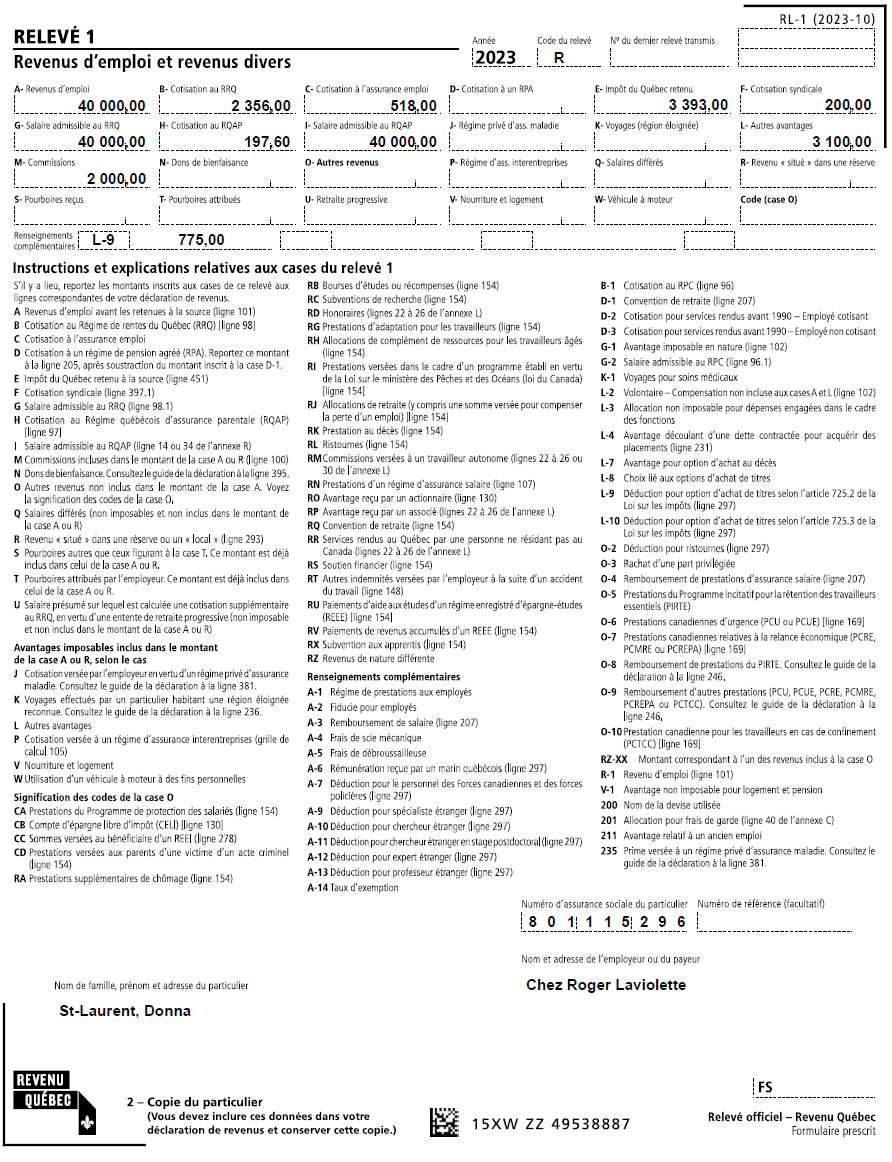 RL-1 (2023-10)
RELEVÉ 1
Revenus d'emploi et revenus divers
Année
2023
Code du relevé
R
Nº du dernier relevé transmis
A- Revenus d'emploi
B- Cotisation au RRQ
C- Cotisation à l'assurance emploi
D- Cotisation à un RPA
E- Impôt du Québec retenu
F- Cotisation syndicale
40 000,00
2 356,00
518,00
3 393,00
200,00
G- Salaire admissible au RRQ
H- Cotisation au RQAP
I- Salaire admissible au RQAP
J- Régime privé d'ass. maladie
K- Voyages (région éloignée)
L- Autres avantages
40 000,00
197,60
40 000,00
3 100,00
M- Commissions
N- Dons de bienfaisance
O- Autres revenus
P- Régime d'ass. interentreprises
Q- Salaires différés
R- Revenu « situé » dans une réserve
2 000,00
S- Pourboires reçus
T- Pourboires attribués
U- Retraite progressive
V- Nourriture et logement
W- Véhicule à moteur
Code (case O)
Renseignements
complémentaires
L-9
775,00
Instructions et explications relatives aux cases du relevé 1
S'il y a lieu, reportez les montants inscrits aux cases de ce relevé aux
lignes correspondantes de votre déclaration de revenus.
A Revenus d'emploi avant les retenues à la source (ligne 101)
B Cotisation au Régime de rentes du Québec (RRQ) [ligne 98]
C Cotisation à l'assurance emploi
D Cotisation à un régime de pension agréé (RPA). Reportez ce montant
à la ligne 205, après soustraction du montant inscrit à la case D-1.
E Impôt du Québec retenu à la source (ligne 451)
F Cotisation syndicale (ligne 397.1)
G Salaire admissible au RRQ (ligne 98.1)
H Cotisation au Régime québécois d'assurance parentale (RQAP)
[ligne 97]
I Salaire admissible au RQAP (ligne 14 ou 34 de l'annexe R)
M Commissions incluses dans le montant de la case A ou R (ligne 100)
N Dons de bienfaisance. Consultez le guide de la déclaration à la ligne 395.
O Autres revenus non inclus dans le montant de la case A. Voyez
la signification des codes de la case O.
Q Salaires différés (non imposables et non inclus dans le montant de
la case A ou R)
R Revenu « situé » dans une réserve ou un « local » (ligne 293)
S Pourboires autres que ceux figurant à la case T. Ce montant est déjà
inclus dans celui de la case A ou R.
T Pourboires attribués par l'employeur. Ce montant est déjà inclus dans
celui de la case A ou R.
U Salaire présumé sur lequel est calculée une cotisation supplémentaire
au RRQ, en vertu d'une entente de retraite progressive (non imposable
et non inclus dans le montant de la case A ou R)
Avantages imposables inclus dans le montant
de la case A ou R, selon le cas
J Cotisation versée par l'employeur en vertu d'un régime privé d'assurance
maladie. Consultez le guide de la déclaration à la ligne 381.
K Voyages effectués par un particulier habitant une région éloignée
reconnue. Consultez le guide de la déclaration à la ligne 236.
L Autres avantages
P Cotisation versée à un régime d'assurance interentreprises (grille de
calcul 105)
V Nourriture et logement
W Utilisation d'un véhicule à moteur à des fins personnelles
Signification des codes de la case O
CA Prestations du Programme de protection des salariés (ligne 154)
CB Compte d'épargne libre d'impôt (CELI) [ligne 130]
CC Sommes versées au bénéficiaire d'un REEI (ligne 278)
CD Prestations versées aux parents d'une victime d'un acte criminel
(ligne 154)
RA Prestations supplémentaires de chômage (ligne 154)
RB Bourses d'études ou récompenses (ligne 154)
RC Subventions de recherche (ligne 154)
RD Honoraires (lignes 22 à 26 de l'annexe L)
RG Prestations d'adaptation pour les travailleurs (ligne 154)
RH Allocations de complément de ressources pour les travailleurs âgés
(ligne 154)
RI Prestations versées dans le cadre d'un programme établi en vertu
de la Loi sur le ministère des Pêches et des Océans (loi du Canada)
[ligne 154]
RJ Allocations de retraite (y compris une somme versée pour compenser
la perte d'un emploi) [ligne 154]
RK Prestation au décès (ligne 154)
RL Ristournes (ligne 154)
RM Commissions versées à un travailleur autonome (lignes 22 à 26 ou
30 de l'annexe L)
RN Prestations d'un régime d'assurance salaire (ligne 107)
RO Avantage reçu par un actionnaire (ligne 130)
RP Avantage reçu par un associé (lignes 22 à 26 de l'annexe L)
RQ Convention de retraite (ligne 154)
RR Services rendus au Québec par une personne ne résidant pas au
Canada (lignes 22 à 26 de l'annexe L)
RS Soutien financier (ligne 154)
RT Autres indemnités versées par l'employeur à la suite d'un accident
du travail (ligne 148)
RU Paiements d'aide aux études d'un régime enregistré d'épargne-études
(REEE) [ligne 154]
RV Paiements de revenus accumulés d'un REEE (ligne 154)
RX Subvention aux apprentis (ligne 154)
RZ Revenus de nature différente
Renseignements complémentaires
A-1 Régime de prestations aux employés
A-2 Fiducie pour employés
A-3 Remboursement de salaire (ligne 207)
A-4 Frais de scie mécanique
A-5 Frais de débroussailleuse
A-6 Rémunération reçue par un marin québécois (ligne 297)
A-7 Déduction pour le personnel des Forces canadiennes et des forces
policières (ligne 297)
A-9 Déduction pour spécialiste étranger (ligne 297)
A-10 Déduction pour chercheur étranger (ligne 297)
A-11 Déduction pour chercheur étranger en stage postdoctoral (ligne 297)
A-12 Déduction pour expert étranger (ligne 297)
A-13 Déduction pour professeur étranger (ligne 297)
A-14 Taux d'exemption
B-1 Cotisation au RPC (ligne 96)
D-1 Convention de retraite (ligne 207)
D-2 Cotisation pour services rendus avant 1990 – Employé cotisant
D-3 Cotisation pour services rendus avant 1990 – Employé non cotisant
G-1 Avantage imposable en nature (ligne 102)
G-2 Salaire admissible au RPC (ligne 96.1)
K-1 Voyages pour soins médicaux
L-2 Volontaire – Compensation non incluse aux cases A et L (ligne 102)
L-3 Allocation non imposable pour dépenses engagées dans le cadre
des fonctions
L-4 Avantage découlant d'une dette contractée pour acquérir des
placements (ligne 231)
L-7 Avantage pour option d'achat au décès
L-8 Choix lié aux options d'achat de titres
L-9 Déduction pour option d'achat de titres selon l'article 725.2 de la
Loi sur les impôts (ligne 297)
L-10 Déduction pour option d'achat de titres selon l'article 725.3 de la
Loi sur les impôts (ligne 297)
O-2 Déduction pour ristournes (ligne 297)
O-3 Rachat d'une part privilégiée
O-4 Remboursement de prestations d'assurance salaire (ligne 207)
O-5 Prestations du Programme incitatif pour la rétention des travailleurs
essentiels (PIRTE)
O-6 Prestations canadiennes d'urgence (PCU ou PCUE) [ligne 169]
O-7 Prestations canadiennes relatives à la relance économique (PCRE,
PCMRE ou PCREPA) [ligne 169]
O-8 Remboursement de prestations du PIRTE. Consultez le guide de la
déclaration à la ligne 246.
O-9 Remboursement d'autres prestations (PCU, PCUE, PCRE, PCMRE,
PCREPA ou PCTCC). Consultez le guide de la déclaration à la
ligne 246.
O-10 Prestation canadienne pour les travailleurs en cas de confinement
(PCTCC) [ligne 169]
RZ-XX Montant correspondant à l'un des revenus inclus à la case O
R-1 Revenu d'emploi (ligne 101)
V-1 Avantage non imposable pour logement et pension
200 Nom de la devise utilisée
201 Allocation pour frais de garde (ligne 40 de l'annexe C)
211 Avantage relatif à un ancien emploi
235 Prime versée à un régime privé d'assurance maladie. Consultez le
guide de la déclaration à la ligne 381.
Numéro d'assurance sociale du particulier
Numéro de référence (facultatif)
8 0 1 1 1 5 2 9 6
Nom et adresse de l'employeur ou du payeur
Chez Roger Laviolette
Nom de famille, prénom et adresse du particulier
St-Laurent, Donna
REVENU
QUÉBEC
2 – Copie du particulier
(Vous devez inclure ces données dans votre
déclaration de revenus et conserver cette copie.)
15XW ZZ 49538887
FS
Relevé officiel – Revenu Québec
Formulaire prescrit